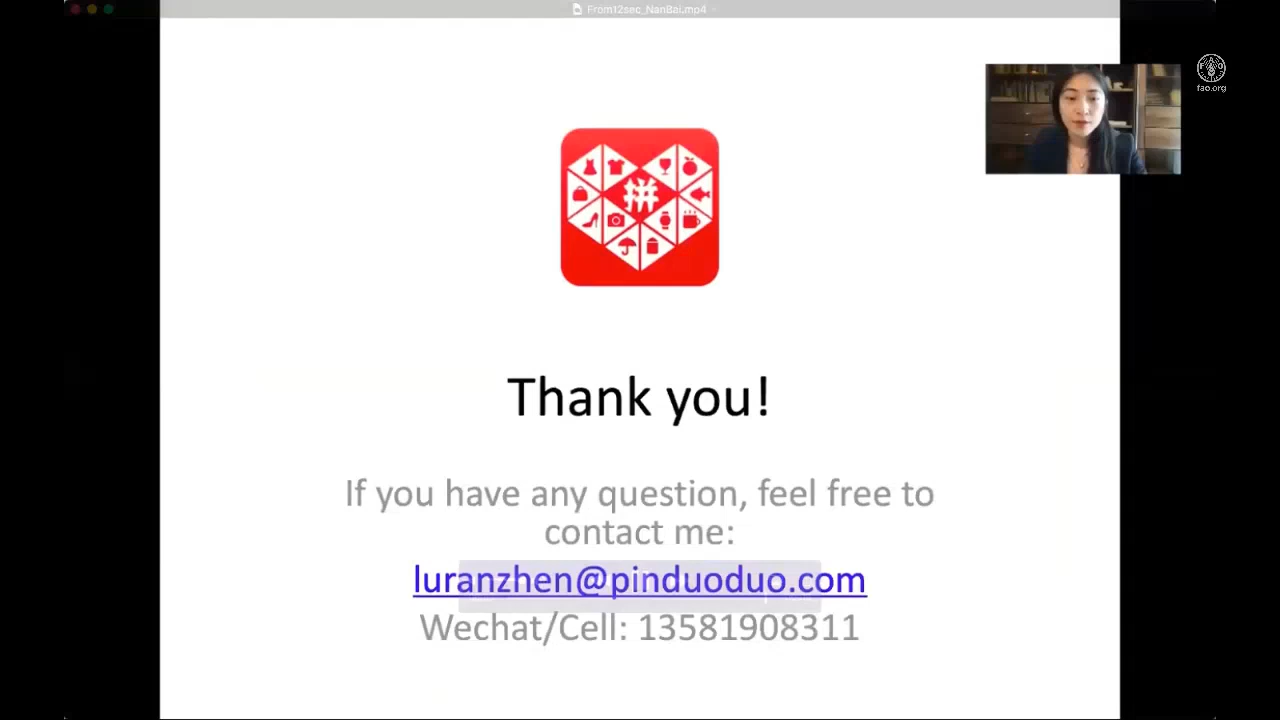 From12sec_NanBai.mp4
FAO
fao.org
拼
Thank you!
If you have any question, feel free to
contact me:
luranzhen@pinduoduo.com
Wechat/Cell: 13581908311